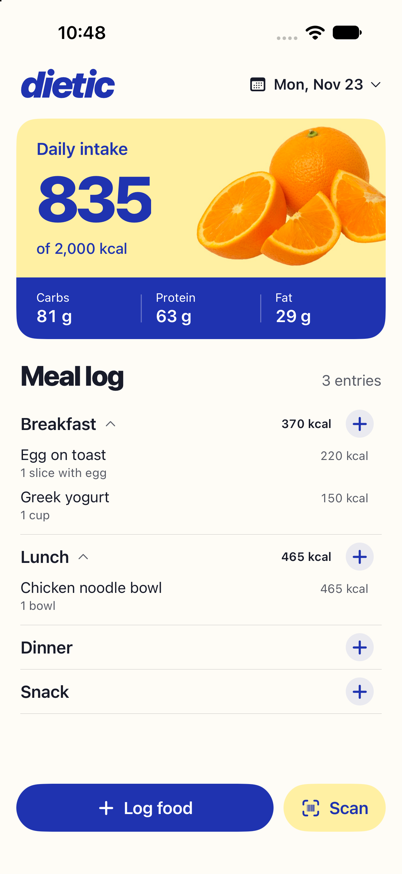 10:48
dietic
Mon, Nov 23
Daily intake
835
of 2,000 kcal
Carbs
81 g
Protein
63 g
Fat
29 g
Meal log
3 entries
Breakfast
370 kcal
Egg on toast
220 kcal
1 slice with egg
Greek yogurt
150 kcal
1 cup
Lunch
465 kcal
Chicken noodle bowl
465 kcal
1 bowl
Dinner
Snack
+ Log food
Scan